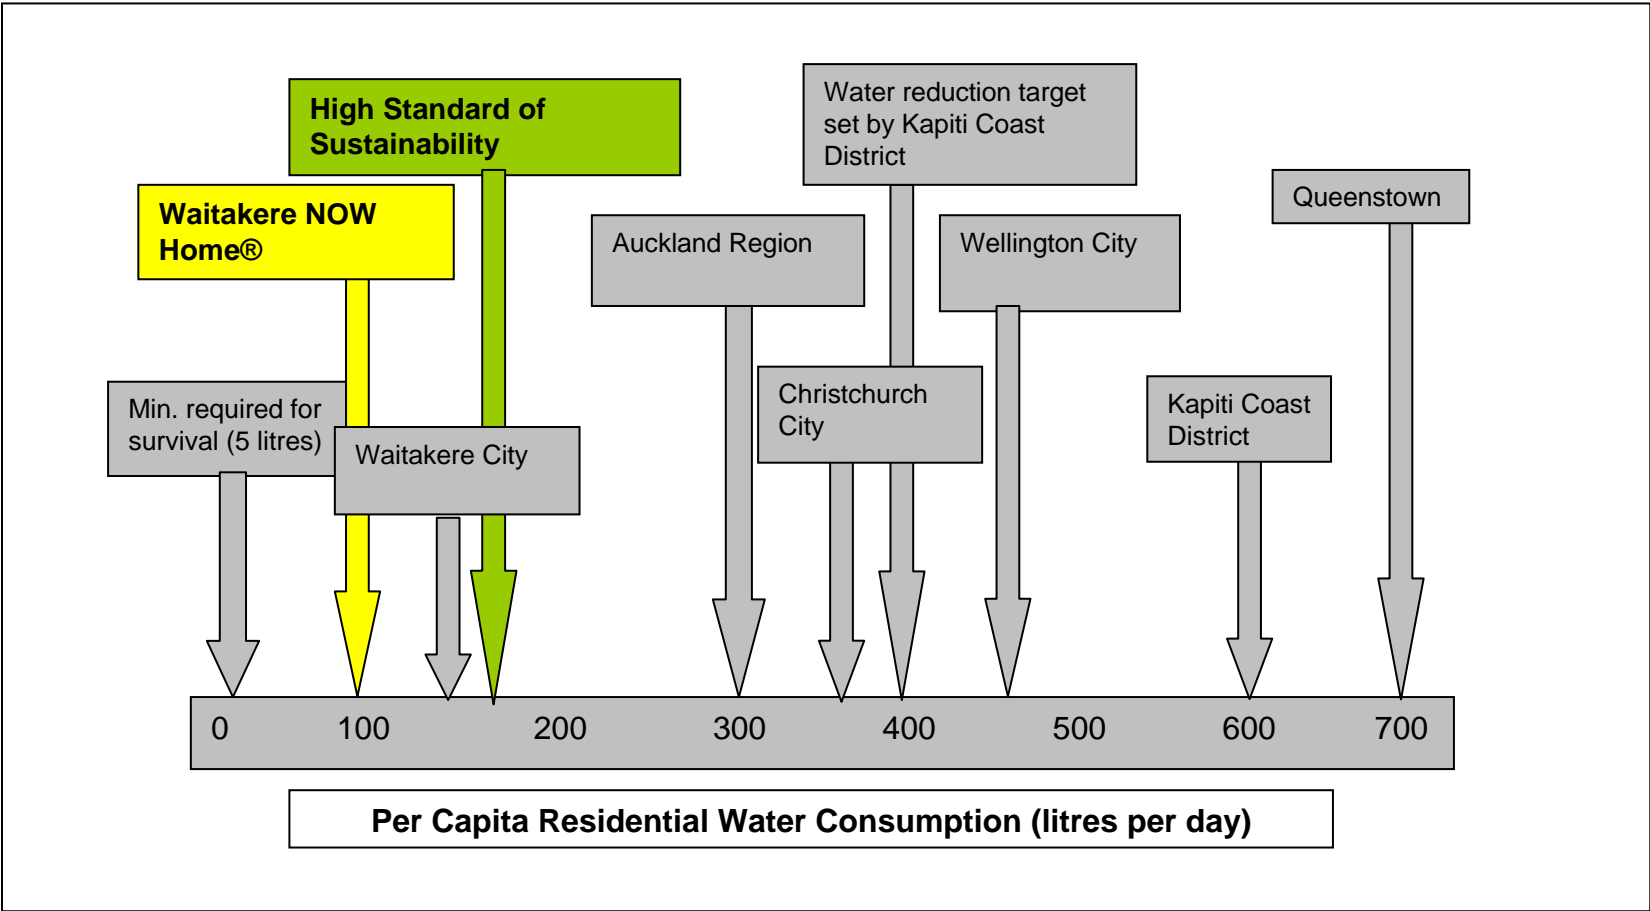 High Standard of
Sustainability
Water reduction target
set by Kapiti Coast
District
Waitakere NOW
Home®
Auckland Region
Wellington City
Queenstown
Min. required for
survival (5 litres)
Waitakere City
Christchurch
City
Kapiti Coast
District
0 100 200 300 400 500 600 700
Per Capita Residential Water Consumption (litres per day)